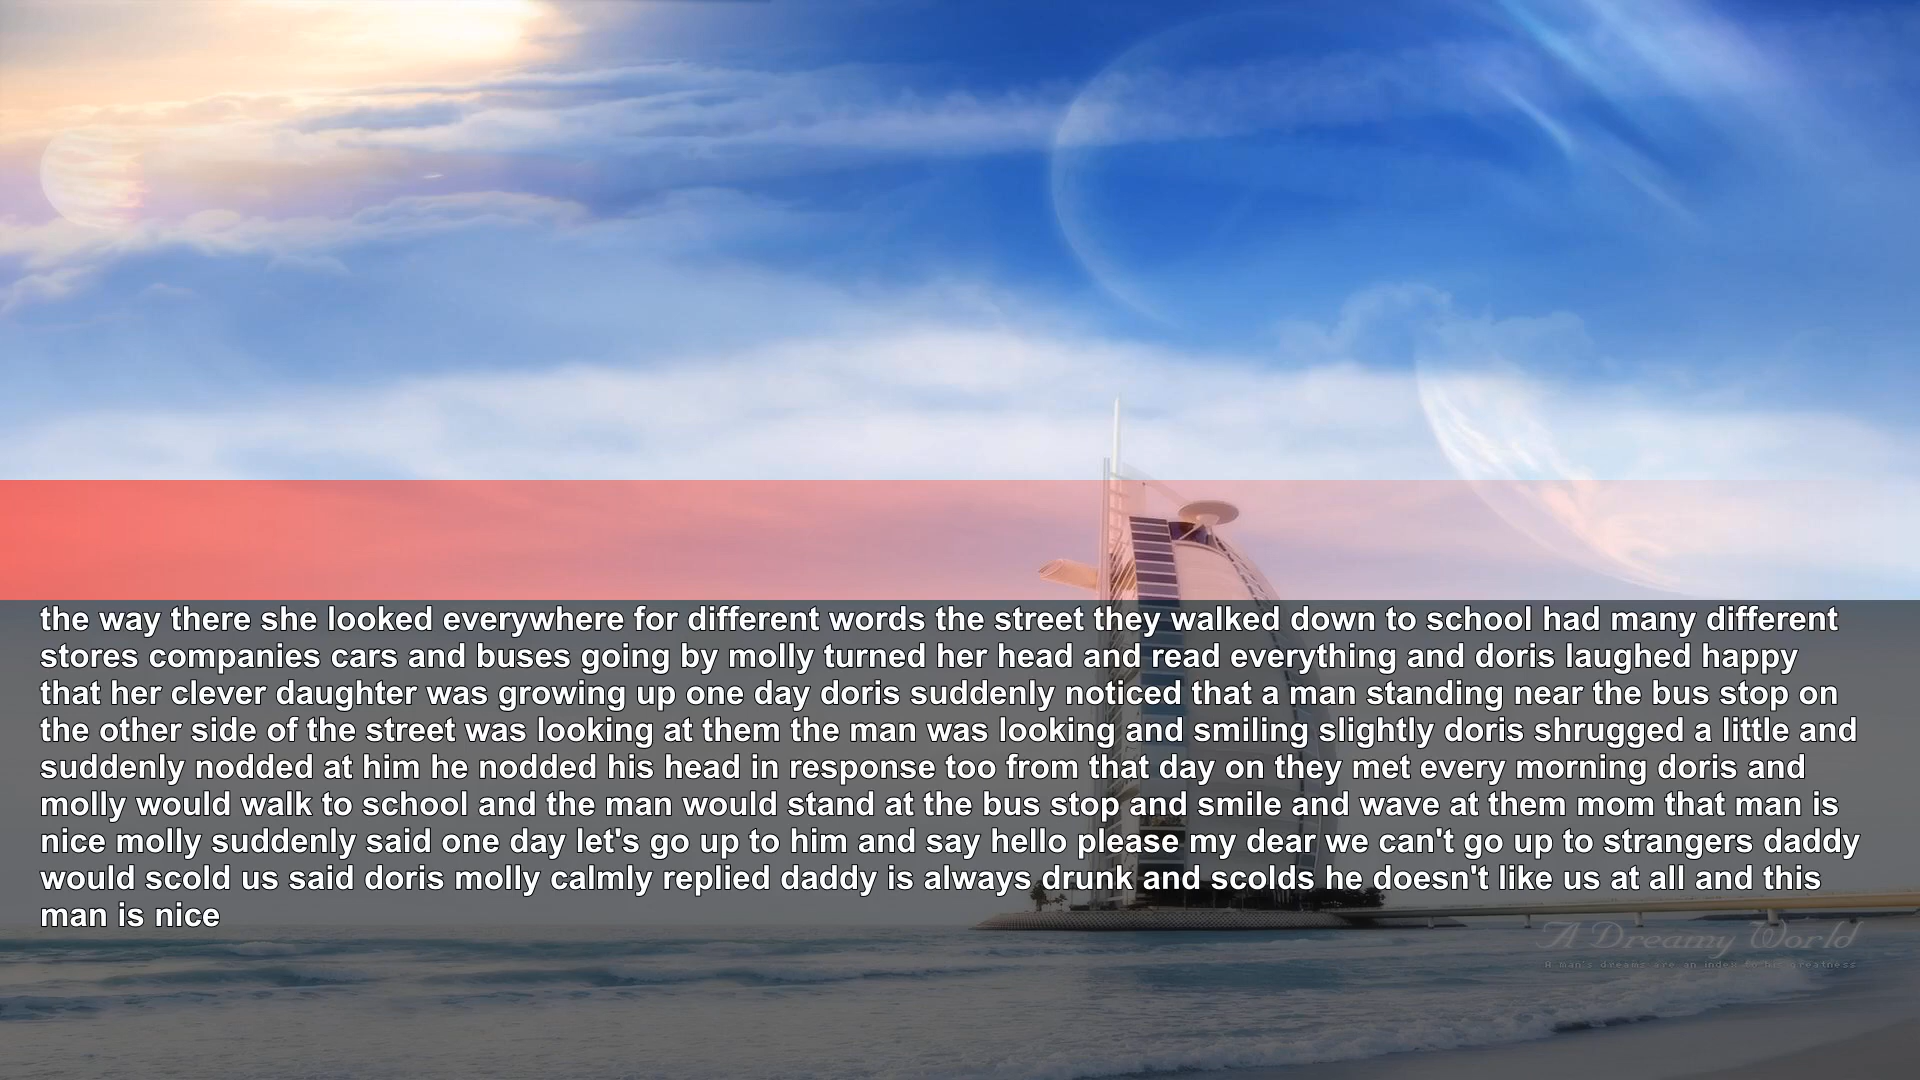 the way there she looked everywhere for different words the street they walked down to school had many different
stores companies cars and buses going by molly turned her head and read everything and doris laughed happy
that her clever daughter was growing up one day doris suddenly noticed that a man standing near the bus stop on
the other side of the street was looking at them the man was looking and smiling slightly doris shrugged a little and
suddenly nodded at him he nodded his head in response too from that day on they met every morning doris and
molly would walk to school and the man would stand at the bus stop and smile and wave at them mom that man is
nice molly suddenly said one day let's go up to him and say hello please my dear we can't go up to strangers daddy
would scold us said doris molly calmly replied daddy is always drunk and scolds he doesn't like us at all and this
man is nice
A Dreamy World
A man's dreams are an index to his greatness